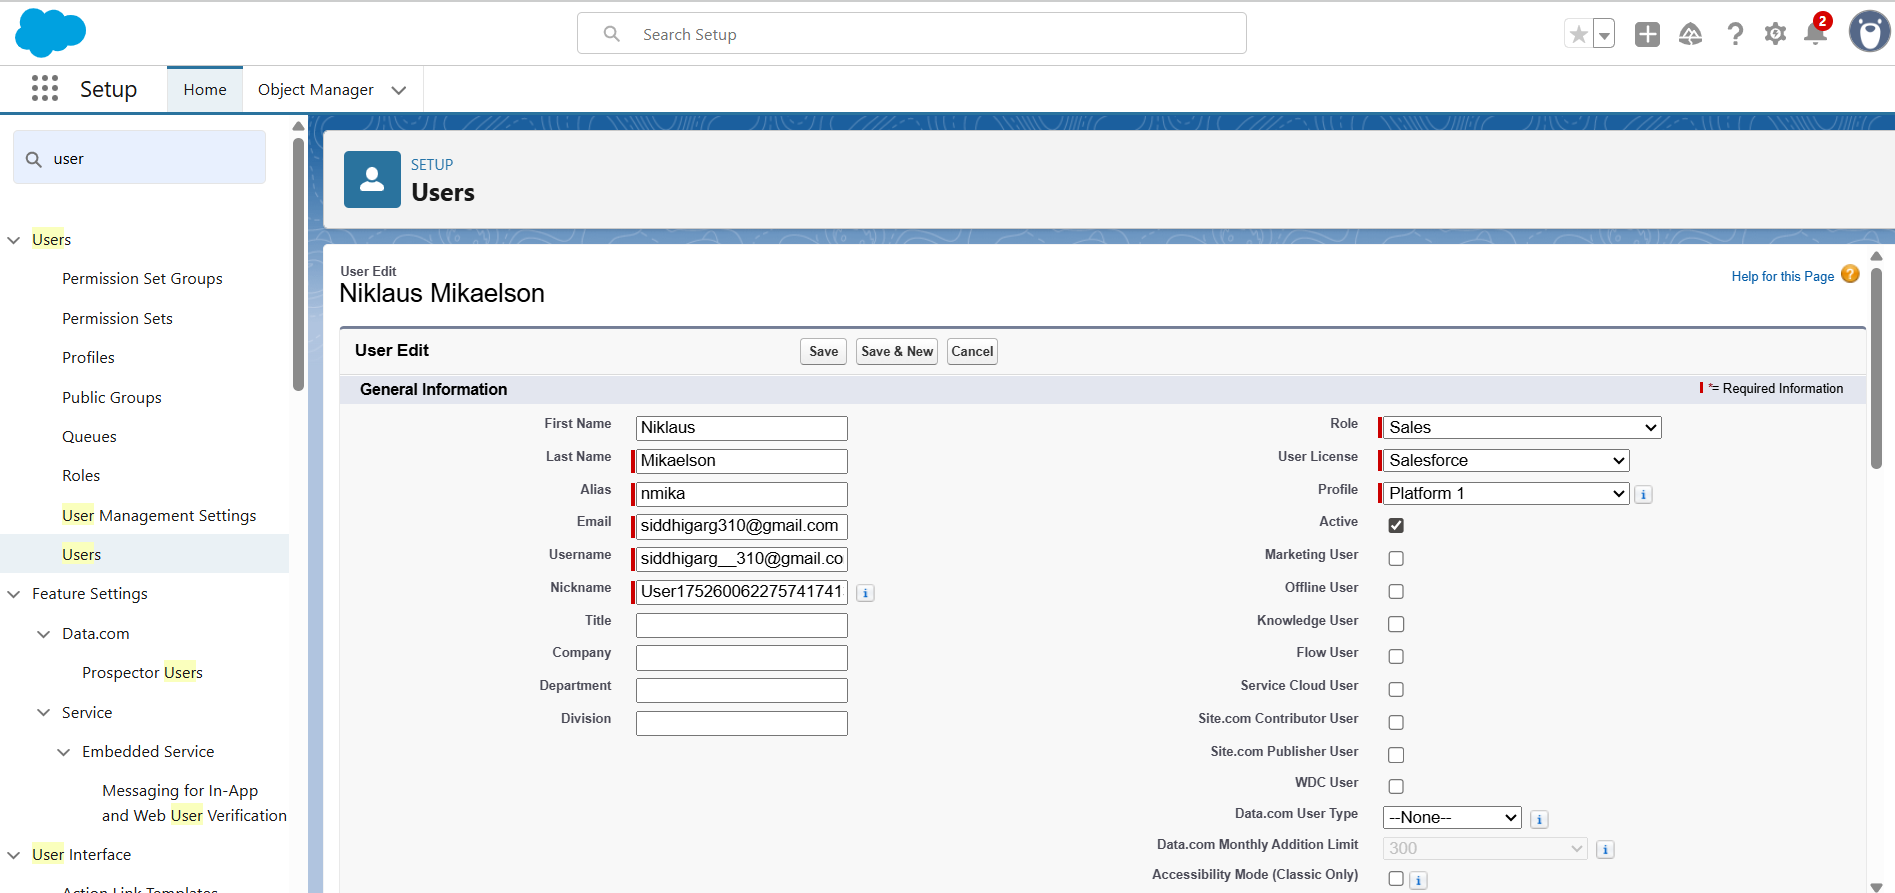 Search Setup
2
Setup
Home
Object Manager
user
Users
Permission Set Groups
Permission Sets
Profiles
Public Groups
Queues
Roles
User Management Settings
Users
Feature Settings
Data.com
Prospector Users
Service
Embedded Service
Messaging for In-App
and Web User Verification
User Interface
Action Link Templates
SETUP
Users
User Edit
Niklaus Mikaelson
Help for this Page
User Edit
Save
Save & New
Cancel
General Information
*= Required Information
First Name Niklaus
Last Name Mikaelson
Alias nmika
Email siddhigarg310@gmail.com
Username siddhigarg__310@gmail.co
Nickname User175260062275741741
Title
Company
Department
Division
Role Sales
User License Salesforce
Profile Platform 1
Active
Marketing User
Offline User
Knowledge User
Flow User
Service Cloud User
Site.com Contributor User
Site.com Publisher User
WDC User
Data.com User Type --None--
Data.com Monthly Addition Limit 300
Accessibility Mode (Classic Only)